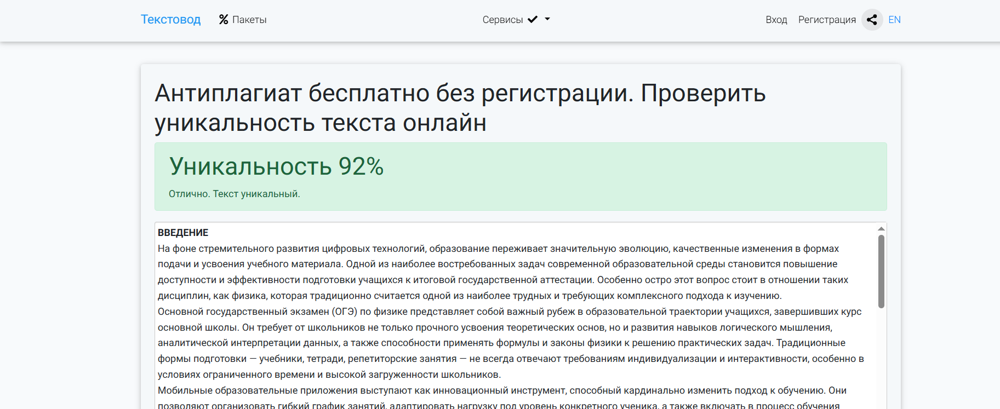 Текстовод
Пакеты
Сервисы
Вход
Регистрация
EN
Антиплагиат бесплатно без регистрации. Проверить
уникальность текста онлайн
Уникальность 92%
Отлично. Текст уникальный.
ВВЕДЕНИЕ
На фоне стремительного развития цифровых технологий, образование переживает значительную эволюцию, качественные изменения в формах
подачи и усвоения учебного материала. Одной из наиболее востребованных задач современной образовательной среды становится повышение
доступности и эффективности подготовки учащихся к итоговой государственной аттестации. Особенно остро этот вопрос стоит в отношении таких
дисциплин, как физика, которая традиционно считается одной из наиболее трудных и требующих комплексного подхода к изучению.
Основной государственный экзамен (ОГЭ) по физике представляет собой важный рубеж в образовательной траектории учащихся, завершивших курс
основной школы. Он требует от школьников не только прочного усвоения теоретических основ, но и развития навыков логического мышления,
аналитической интерпретации данных, а также способности применять формулы и законы физики к решению практических задач. Традиционные
формы подготовки — учебники, тетради, репетиторские занятия — не всегда отвечают требованиям индивидуализации и интерактивности, особенно в
условиях ограниченного времени и высокой загруженности школьников.
Мобильные образовательные приложения выступают как инновационный инструмент, способный кардинально изменить подход к обучению. Они
позволяют организовать гибкий график занятий, адаптировать нагрузку под уровень конкретного ученика, а также включать в процесс обучения